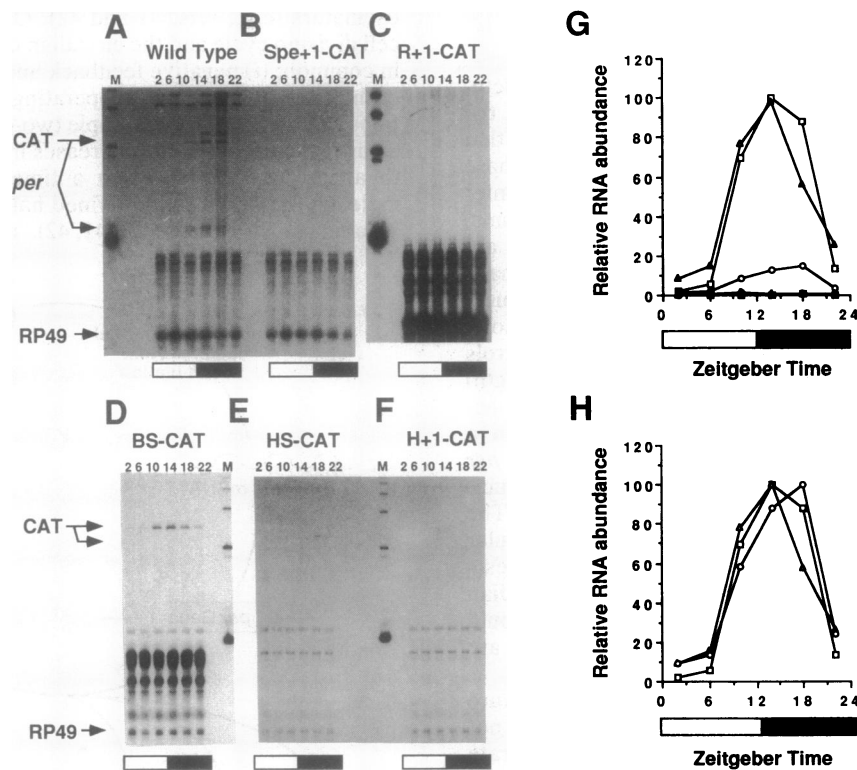 A
B
C
Wild Type
Spe+1-CAT
R+1-CAT
M
2 6 10 14 18 22
2 6 10 14 18 22
M
2 6 10 14 18 22
CAT
per
RP49
D
E
F
BS-CAT
HS-CAT
H+1-CAT
2 6 10 14 18 22
M
2 6 10 14 18 22
M
2 6 10 14 18 22
CAT
RP49
G
Relative RNA abundance
120
100
80
60
40
20
0
0 6 12 18 24
Zeitgeber Time
H
Relative RNA abundance
120
100
80
60
40
20
0
0 6 12 18 24
Zeitgeber Time